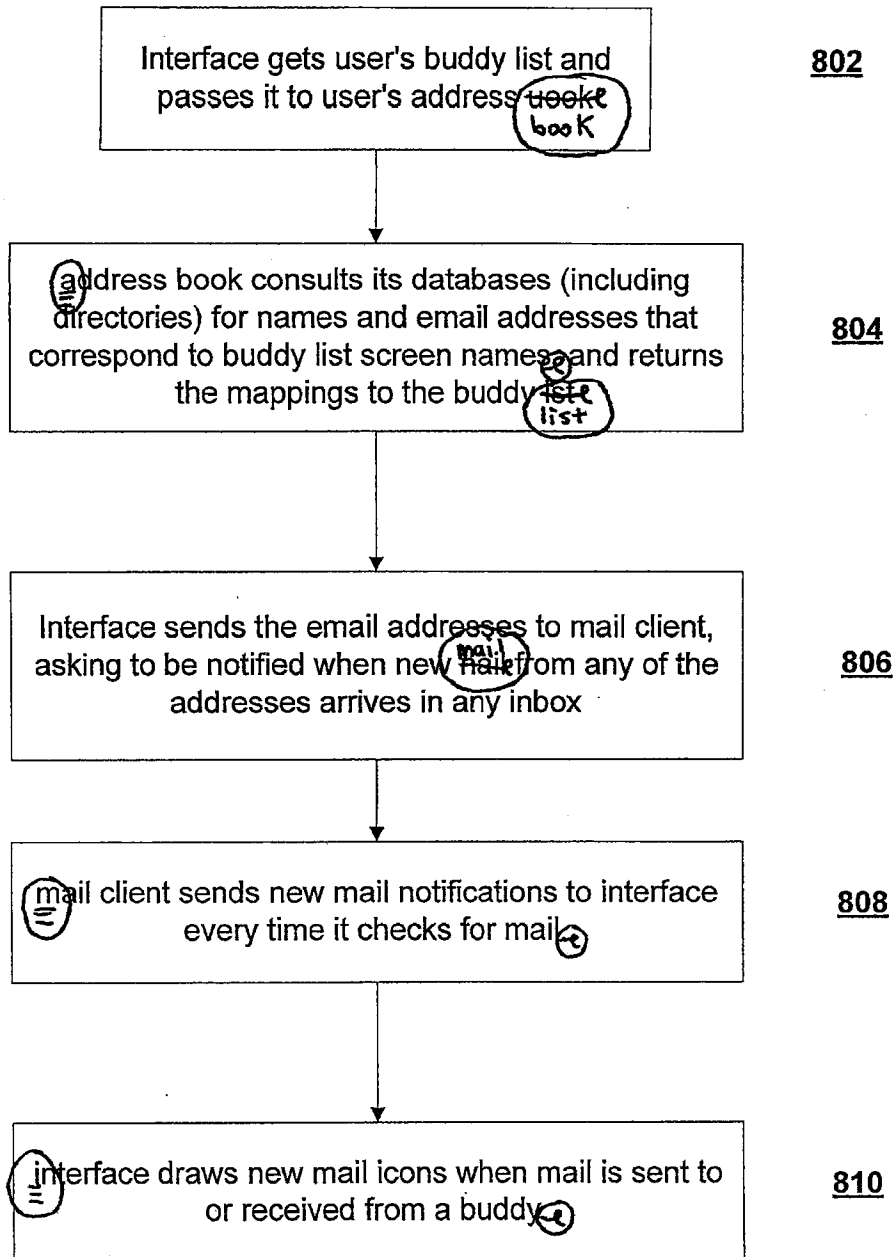 Interface gets user's buddy list and
passes it to user's address uook
book
802
address book consults its databases (including
directories) for names and email addresses that
correspond to buddy list screen names and returns
the mappings to the buddy lst
list
804
Interface sends the email addresses to mail client,
mail
asking to be notified when new from any of the
addresses arrives in any inbox
806
mail client sends new mail notifications to interface
every time it checks for mail
808
interface draws new mail icons when mail is sent to
or received from a buddy
810